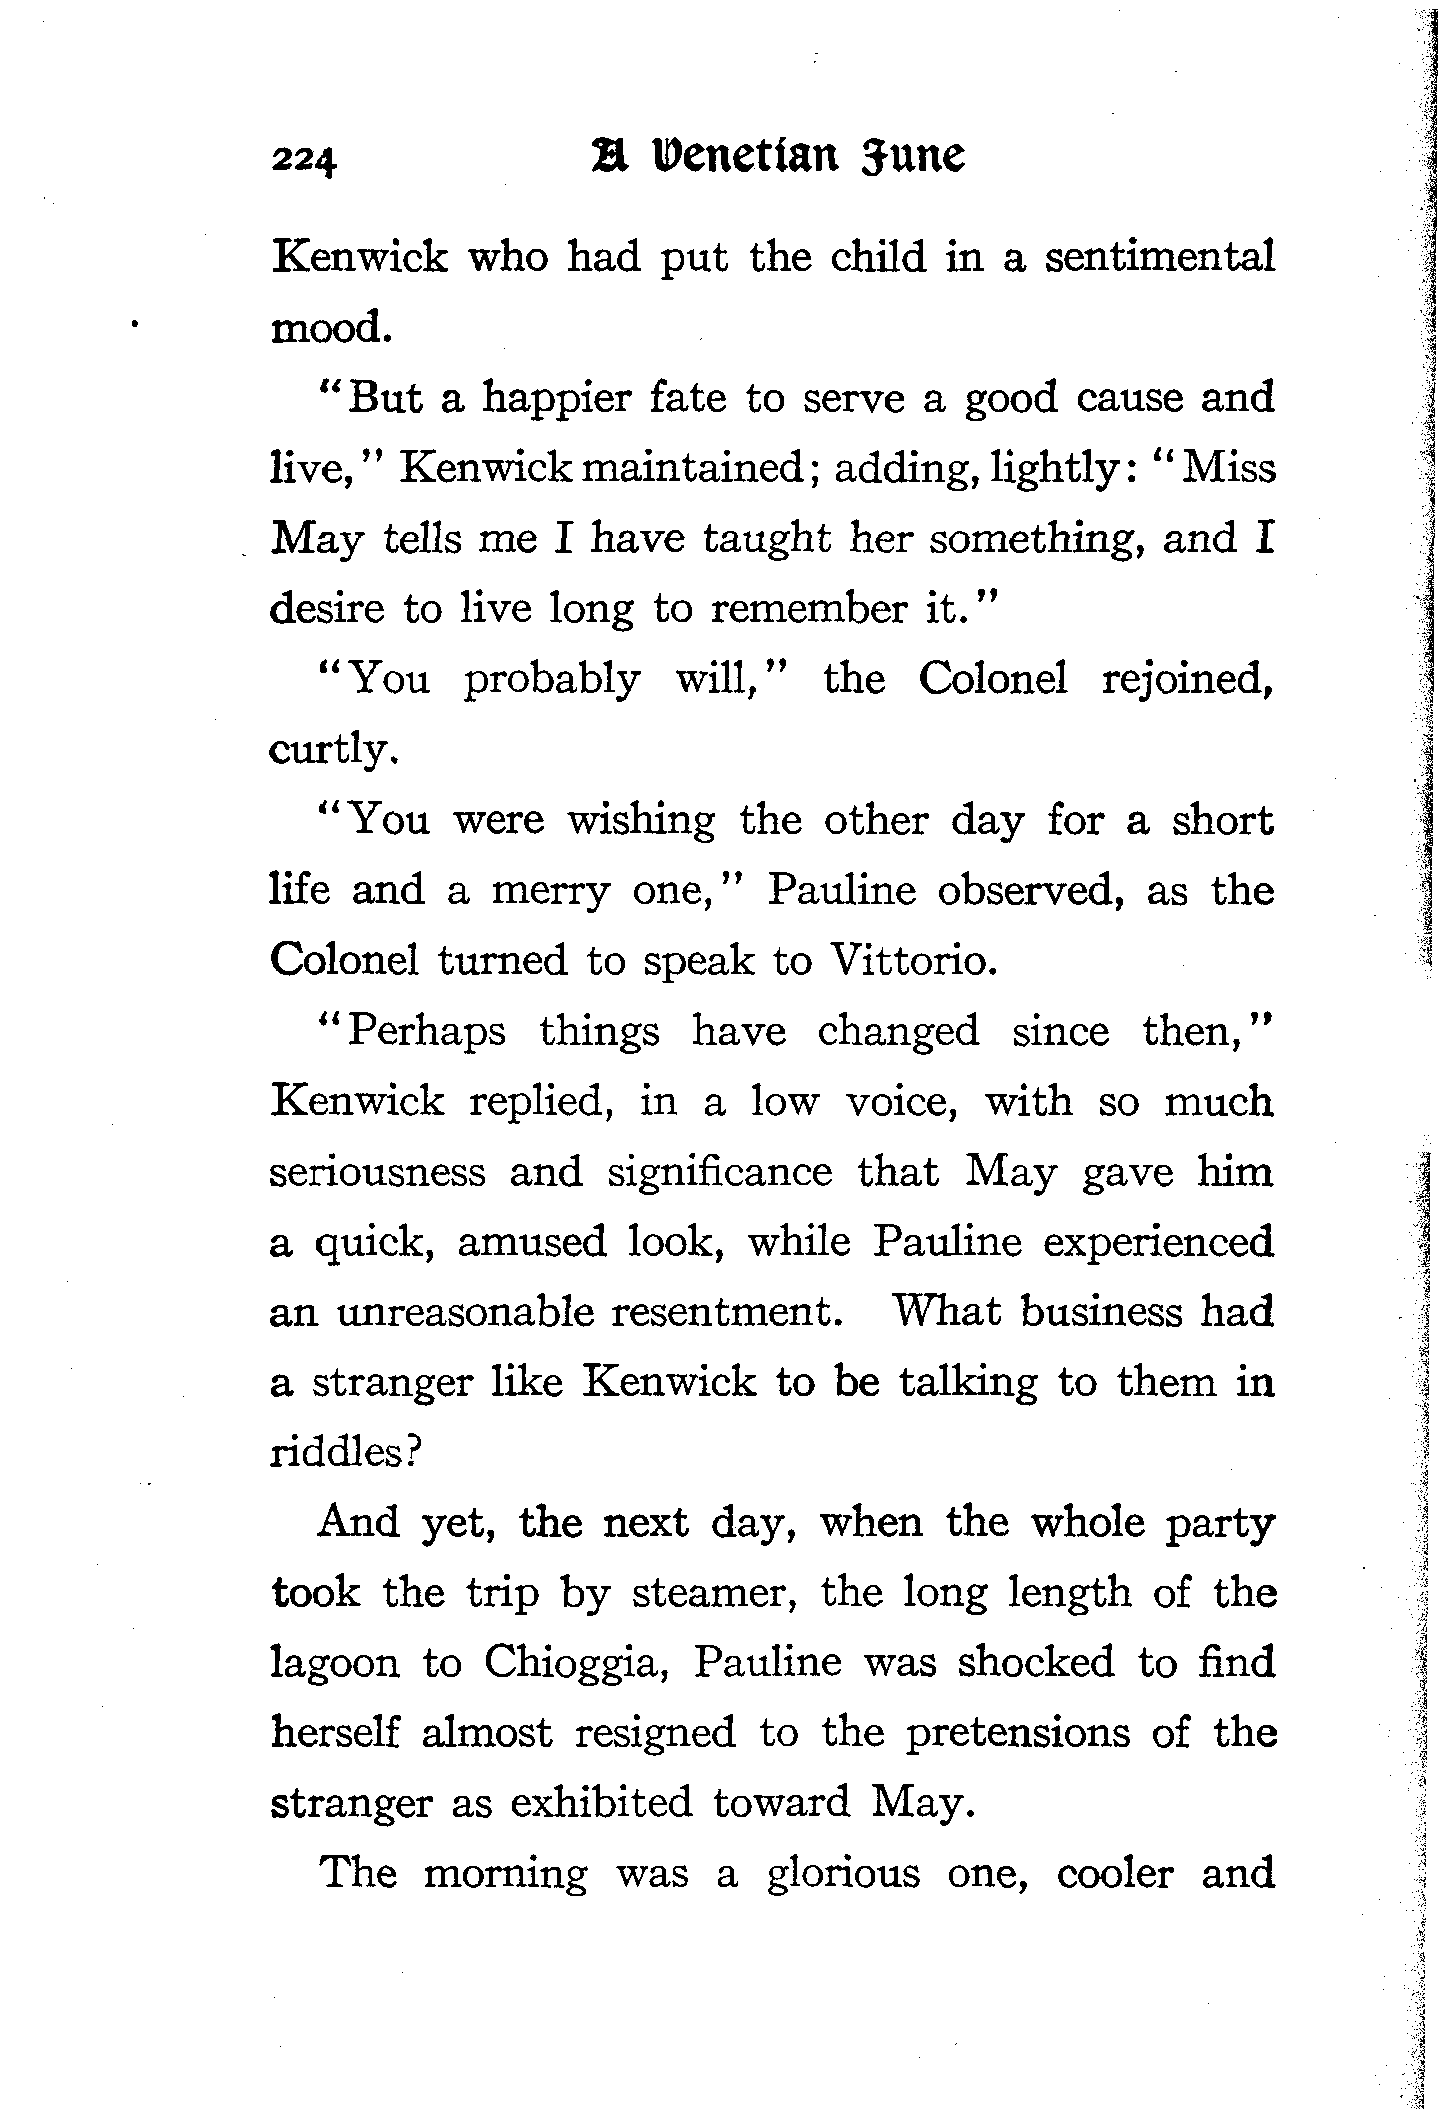 224 A Venetian June
Kenwick who had put the child in a sentimental
mood.
"But a happier fate to serve a good cause and
live," Kenwick maintained; adding, lightly: "Miss
May tells me I have taught her something, and I
desire to live long to remember it."
"You probably will," the Colonel rejoined,
curtly.
"You were wishing the other day for a short
life and a merry one," Pauline observed, as the
Colonel turned to speak to Vittorio.
"Perhaps things have changed since then,"
Kenwick replied, in a low voice, with so much
seriousness and significance that May gave him
a quick, amused look, while Pauline experienced
an unreasonable resentment. What business had
a stranger like Kenwick to be talking to them in
riddles?
And yet, the next day, when the whole party
took the trip by steamer, the long length of the
lagoon to Chioggia, Pauline was shocked to find
herself almost resigned to the pretensions of the
stranger as exhibited toward May.
The morning was a glorious one, cooler and